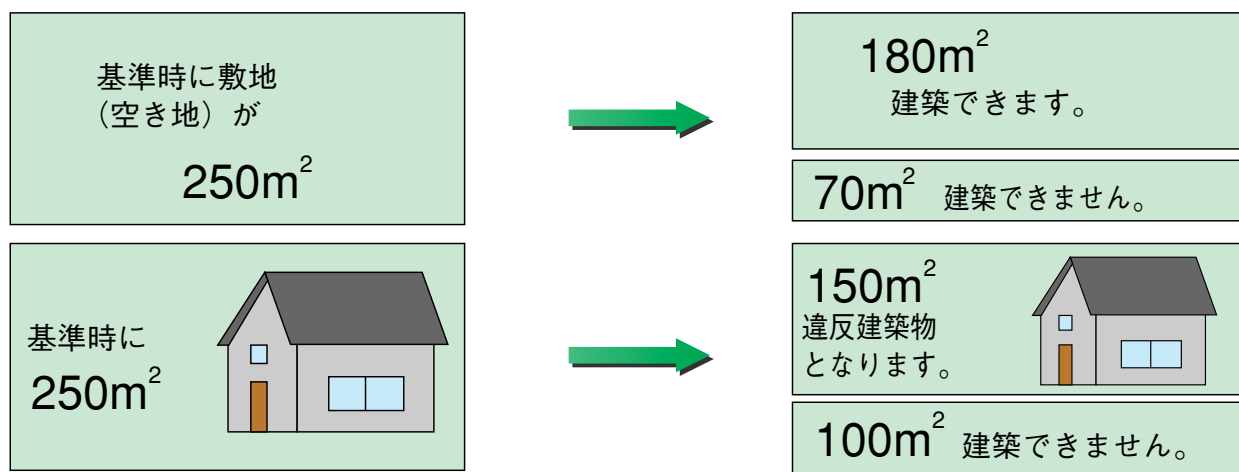 基準時に敷地
(空き地)が
250m²
180m²
建築できます。
70m² 建築できません。
基準時に
250m²
150m²
違反建築物
となります。
100m² 建築できません。